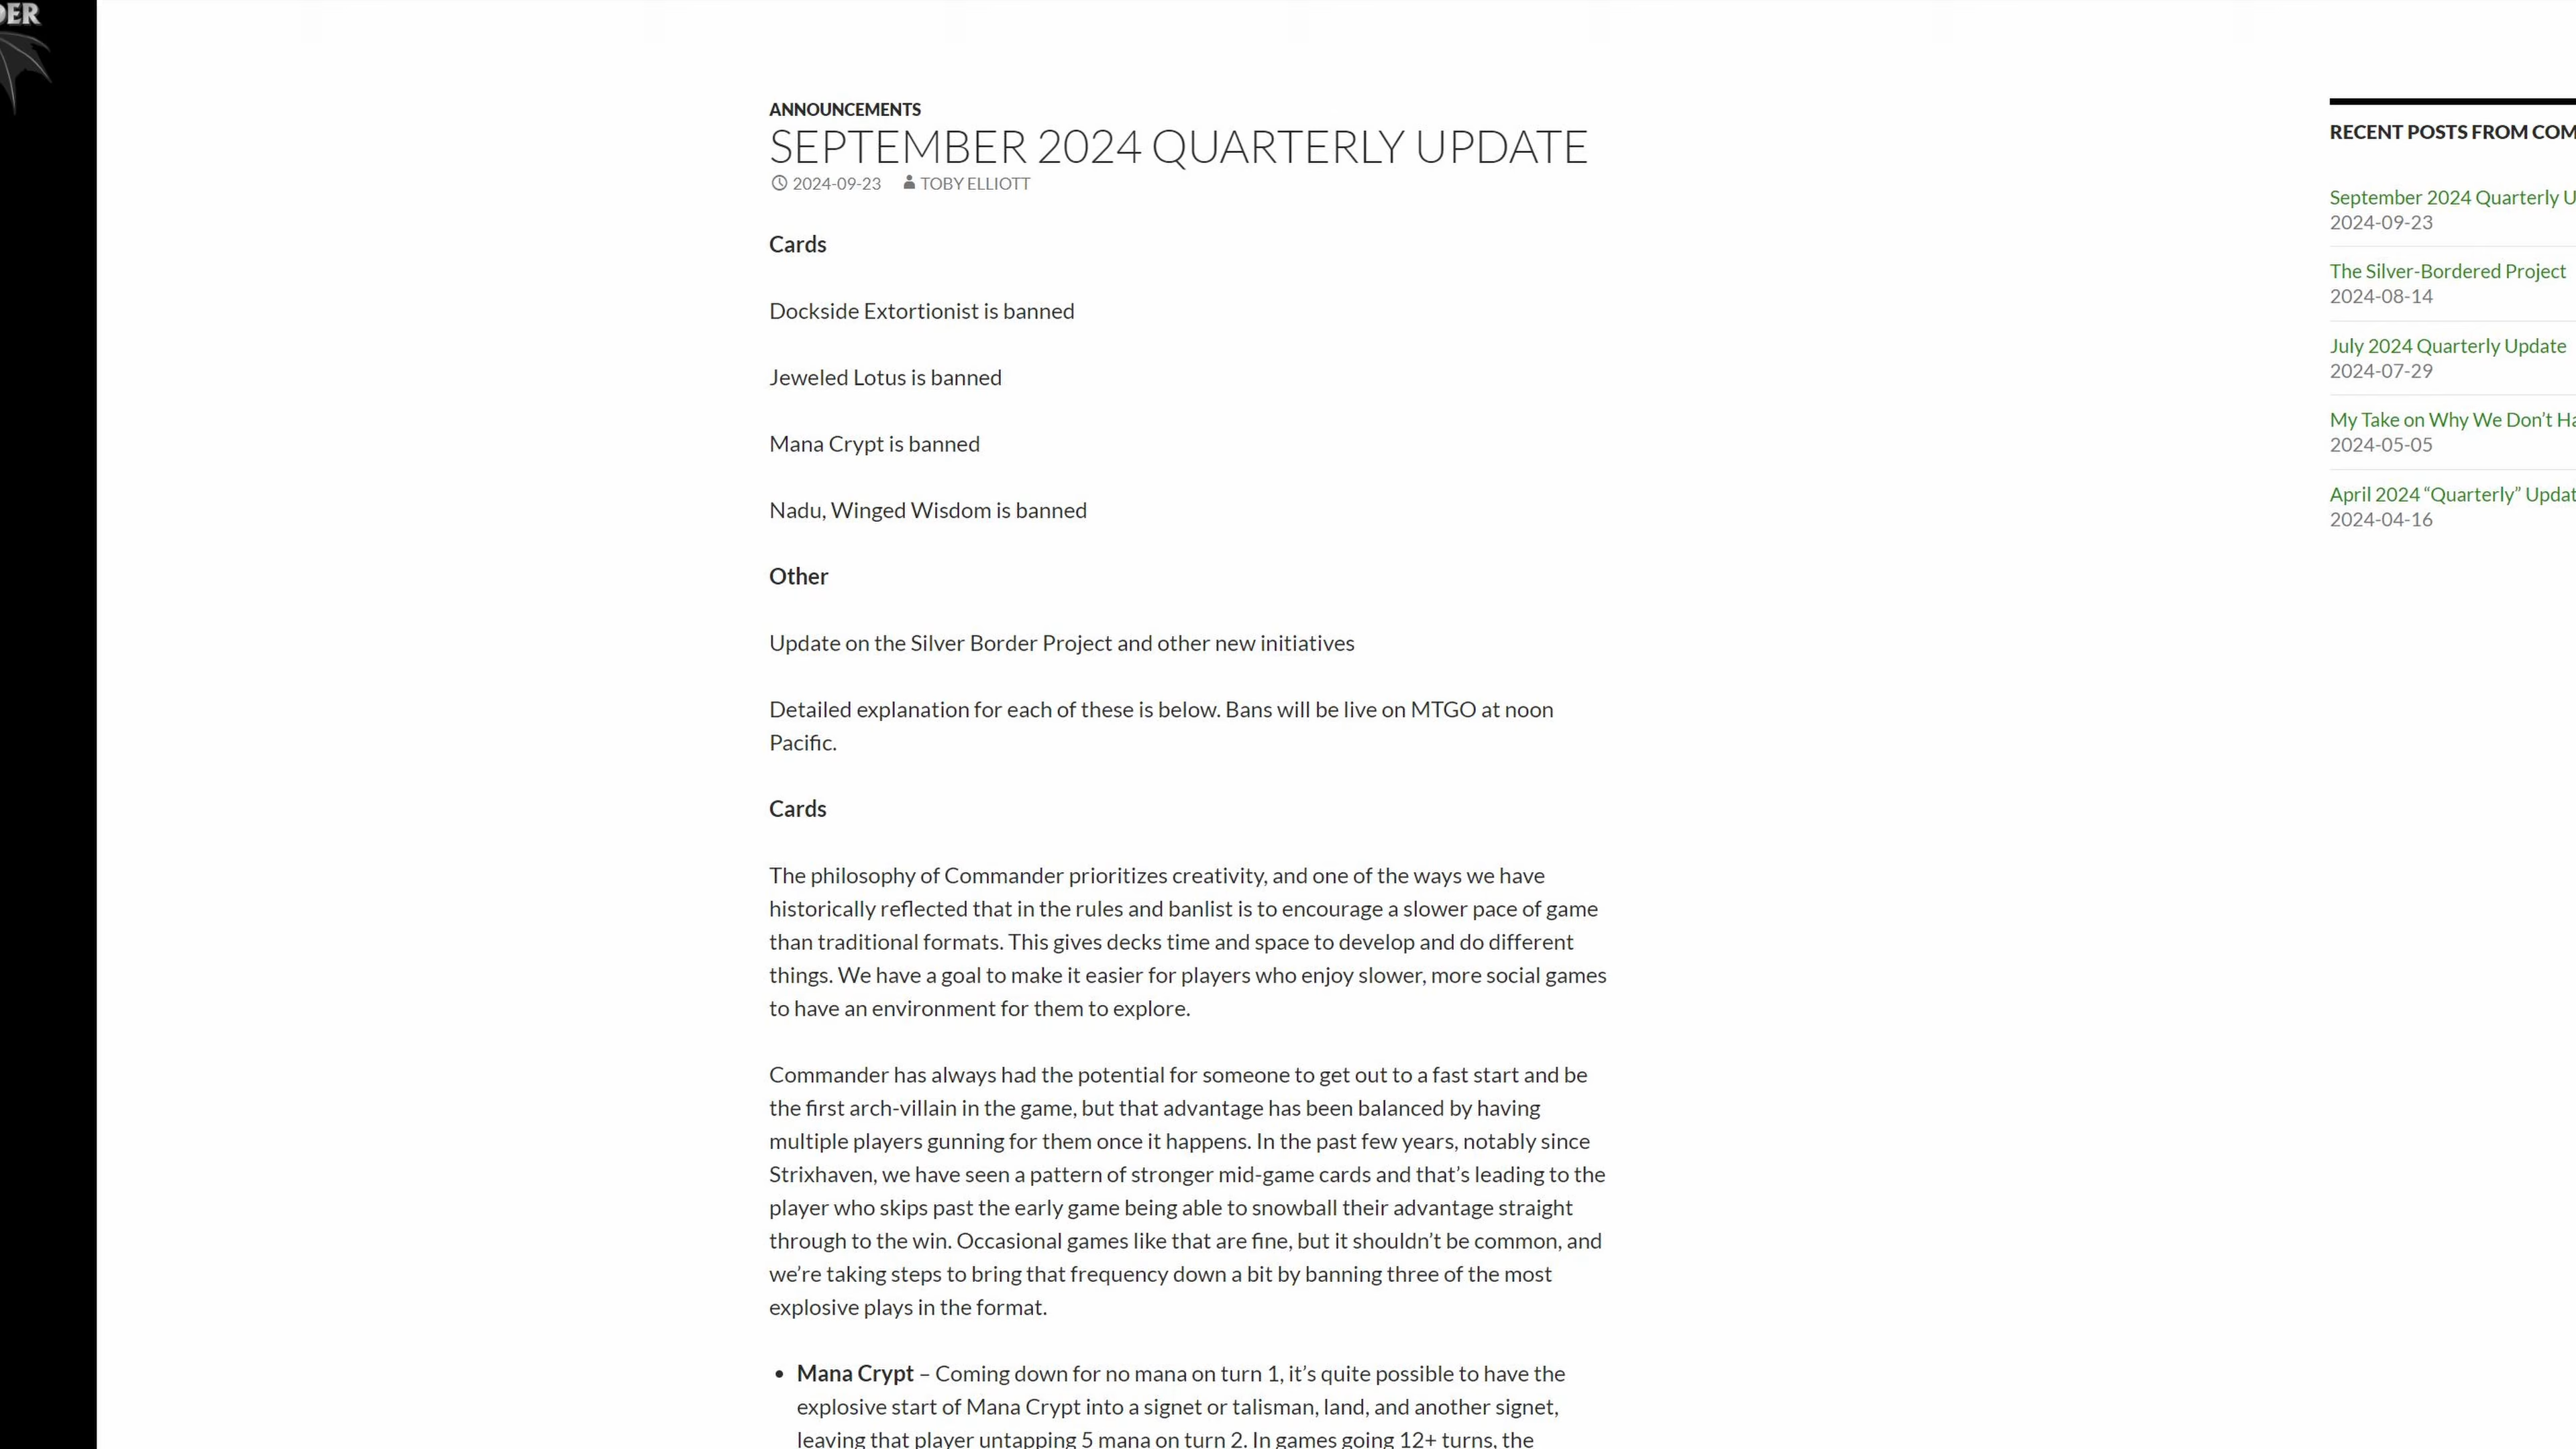 DER
ANNOUNCEMENTS
SEPTEMBER 2024 QUARTERLY UPDATE
2024-09-23 TOBY ELLIOTT
Cards
Dockside Extortionist is banned
Jeweled Lotus is banned
Mana Crypt is banned
Nadu, Winged Wisdom is banned
Other
Update on the Silver Border Project and other new initiatives
Detailed explanation for each of these is below. Bans will be live on MTGO at noon
Pacific.
Cards
The philosophy of Commander prioritizes creativity, and one of the ways we have
historically reflected that in the rules and banlist is to encourage a slower pace of game
than traditional formats. This gives decks time and space to develop and do different
things. We have a goal to make it easier for players who enjoy slower, more social games
to have an environment for them to explore.
Commander has always had the potential for someone to get out to a fast start and be
the first arch-villain in the game, but that advantage has been balanced by having
multiple players gunning for them once it happens. In the past few years, notably since
Strixhaven, we have seen a pattern of stronger mid-game cards and that’s leading to the
player who skips past the early game being able to snowball their advantage straight
through to the win. Occasional games like that are fine, but it shouldn’t be common, and
we’re taking steps to bring that frequency down a bit by banning three of the most
explosive plays in the format.
• Mana Crypt – Coming down for no mana on turn 1, it’s quite possible to have the
explosive start of Mana Crypt into a signet or talisman, land, and another signet,
leaving that player untapping 5 mana on turn 2. In games going 12+ turns, the
RECENT POSTS FROM COM
September 2024 Quarterly U
2024-09-23
The Silver-Bordered Project
2024-08-14
July 2024 Quarterly Update
2024-07-29
My Take on Why We Don’t Ha
2024-05-05
April 2024 “Quarterly” Updat
2024-04-16